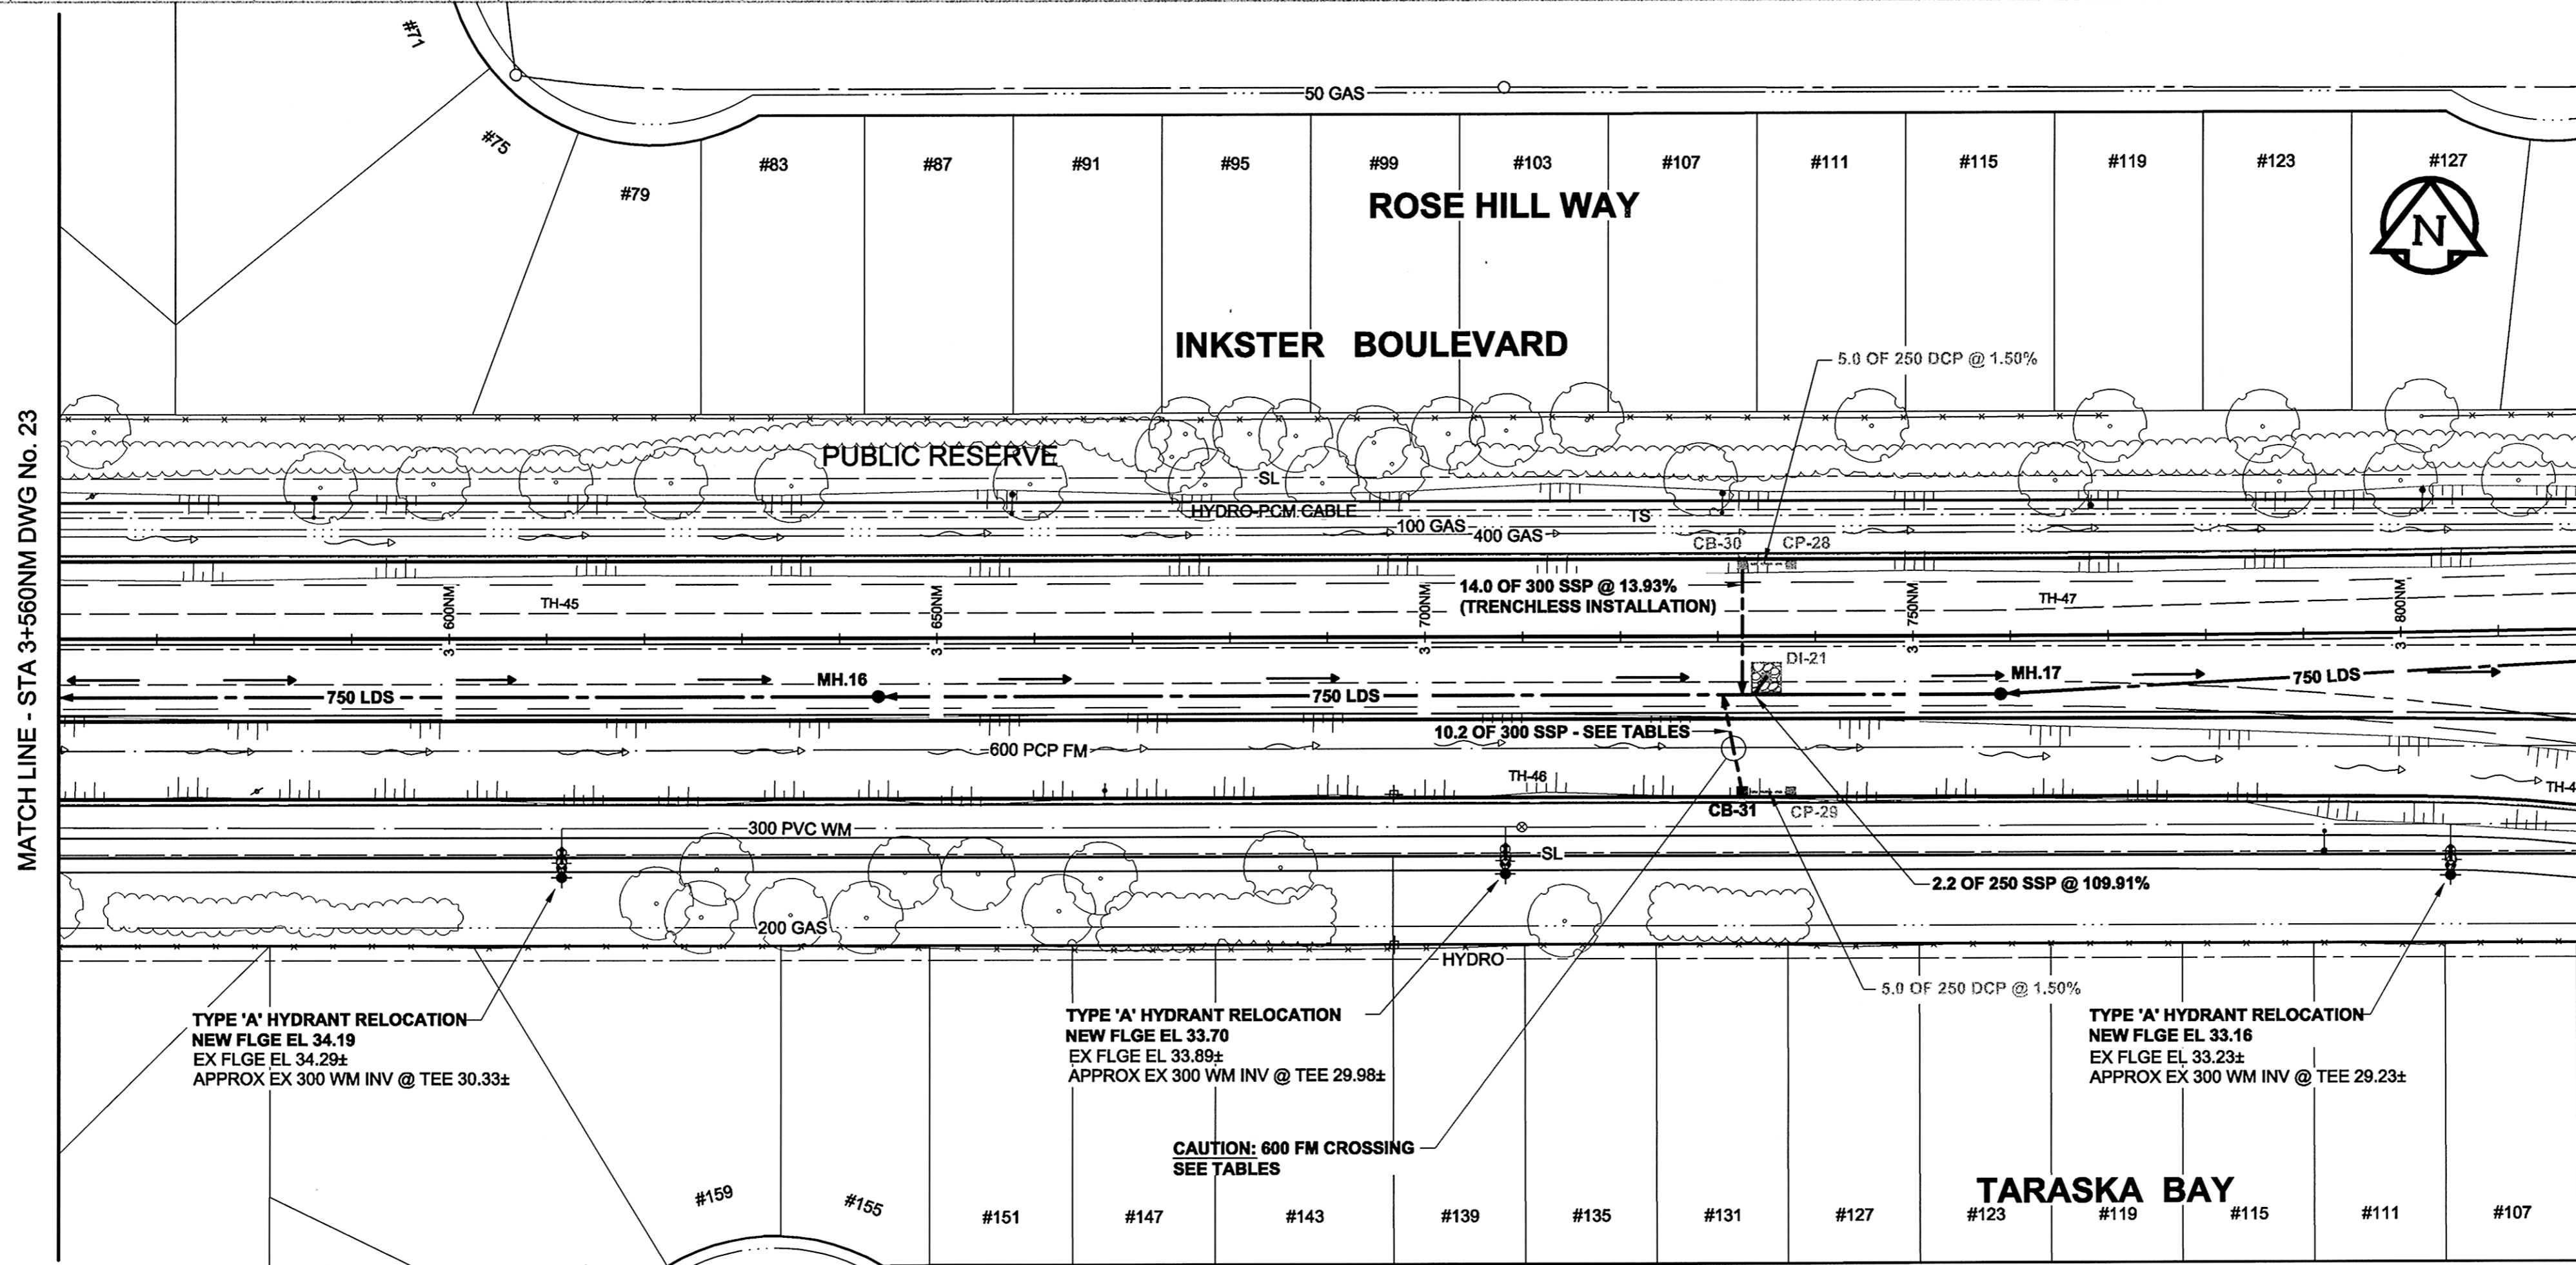 #71
50 GAS
#75
#79
#83
#87
#91
#95
#99
#103
#107
#111
#115
#119
#123
#127
ROSE HILL WAY
N
INKSTER BOULEVARD
5.0 OF 250 DCP @ 1.50%
MATCH LINE - STA 3+560NM DWG No. 23
PUBLIC RESERVE
SL
HYDRO-PCM CABLE
TS
100 GAS
400 GAS
CB-30
CP-28
14.0 OF 300 SSP @ 13.93%
(TRENCHLESS INSTALLATION)
TH-45
TH-47
3 600NM
3 650NM
3 700NM
3 750NM
3 800NM
DI-21
MH.16
MH.17
750 LDS
750 LDS
750 LDS
10.2 OF 300 SSP - SEE TABLES
600 PCP FM
TH-46
TH-4
CB-31
CP-29
300 PVC WM
SL
2.2 OF 250 SSP @ 109.91%
200 GAS
HYDRO
5.0 OF 250 DCP @ 1.50%
TYPE 'A' HYDRANT RELOCATION
NEW FLGE EL 34.19
EX FLGE EL 34.29±
APPROX EX 300 WM INV @ TEE 30.33±
TYPE 'A' HYDRANT RELOCATION
NEW FLGE EL 33.70
EX FLGE EL 33.89±
APPROX EX 300 WM INV @ TEE 29.98±
TYPE 'A' HYDRANT RELOCATION
NEW FLGE EL 33.16
EX FLGE EL 33.23±
APPROX EX 300 WM INV @ TEE 29.23±
CAUTION: 600 FM CROSSING
SEE TABLES
TARASKA BAY
#159
#155
#151
#147
#143
#139
#135
#131
#127
#123
#119
#115
#111
#107